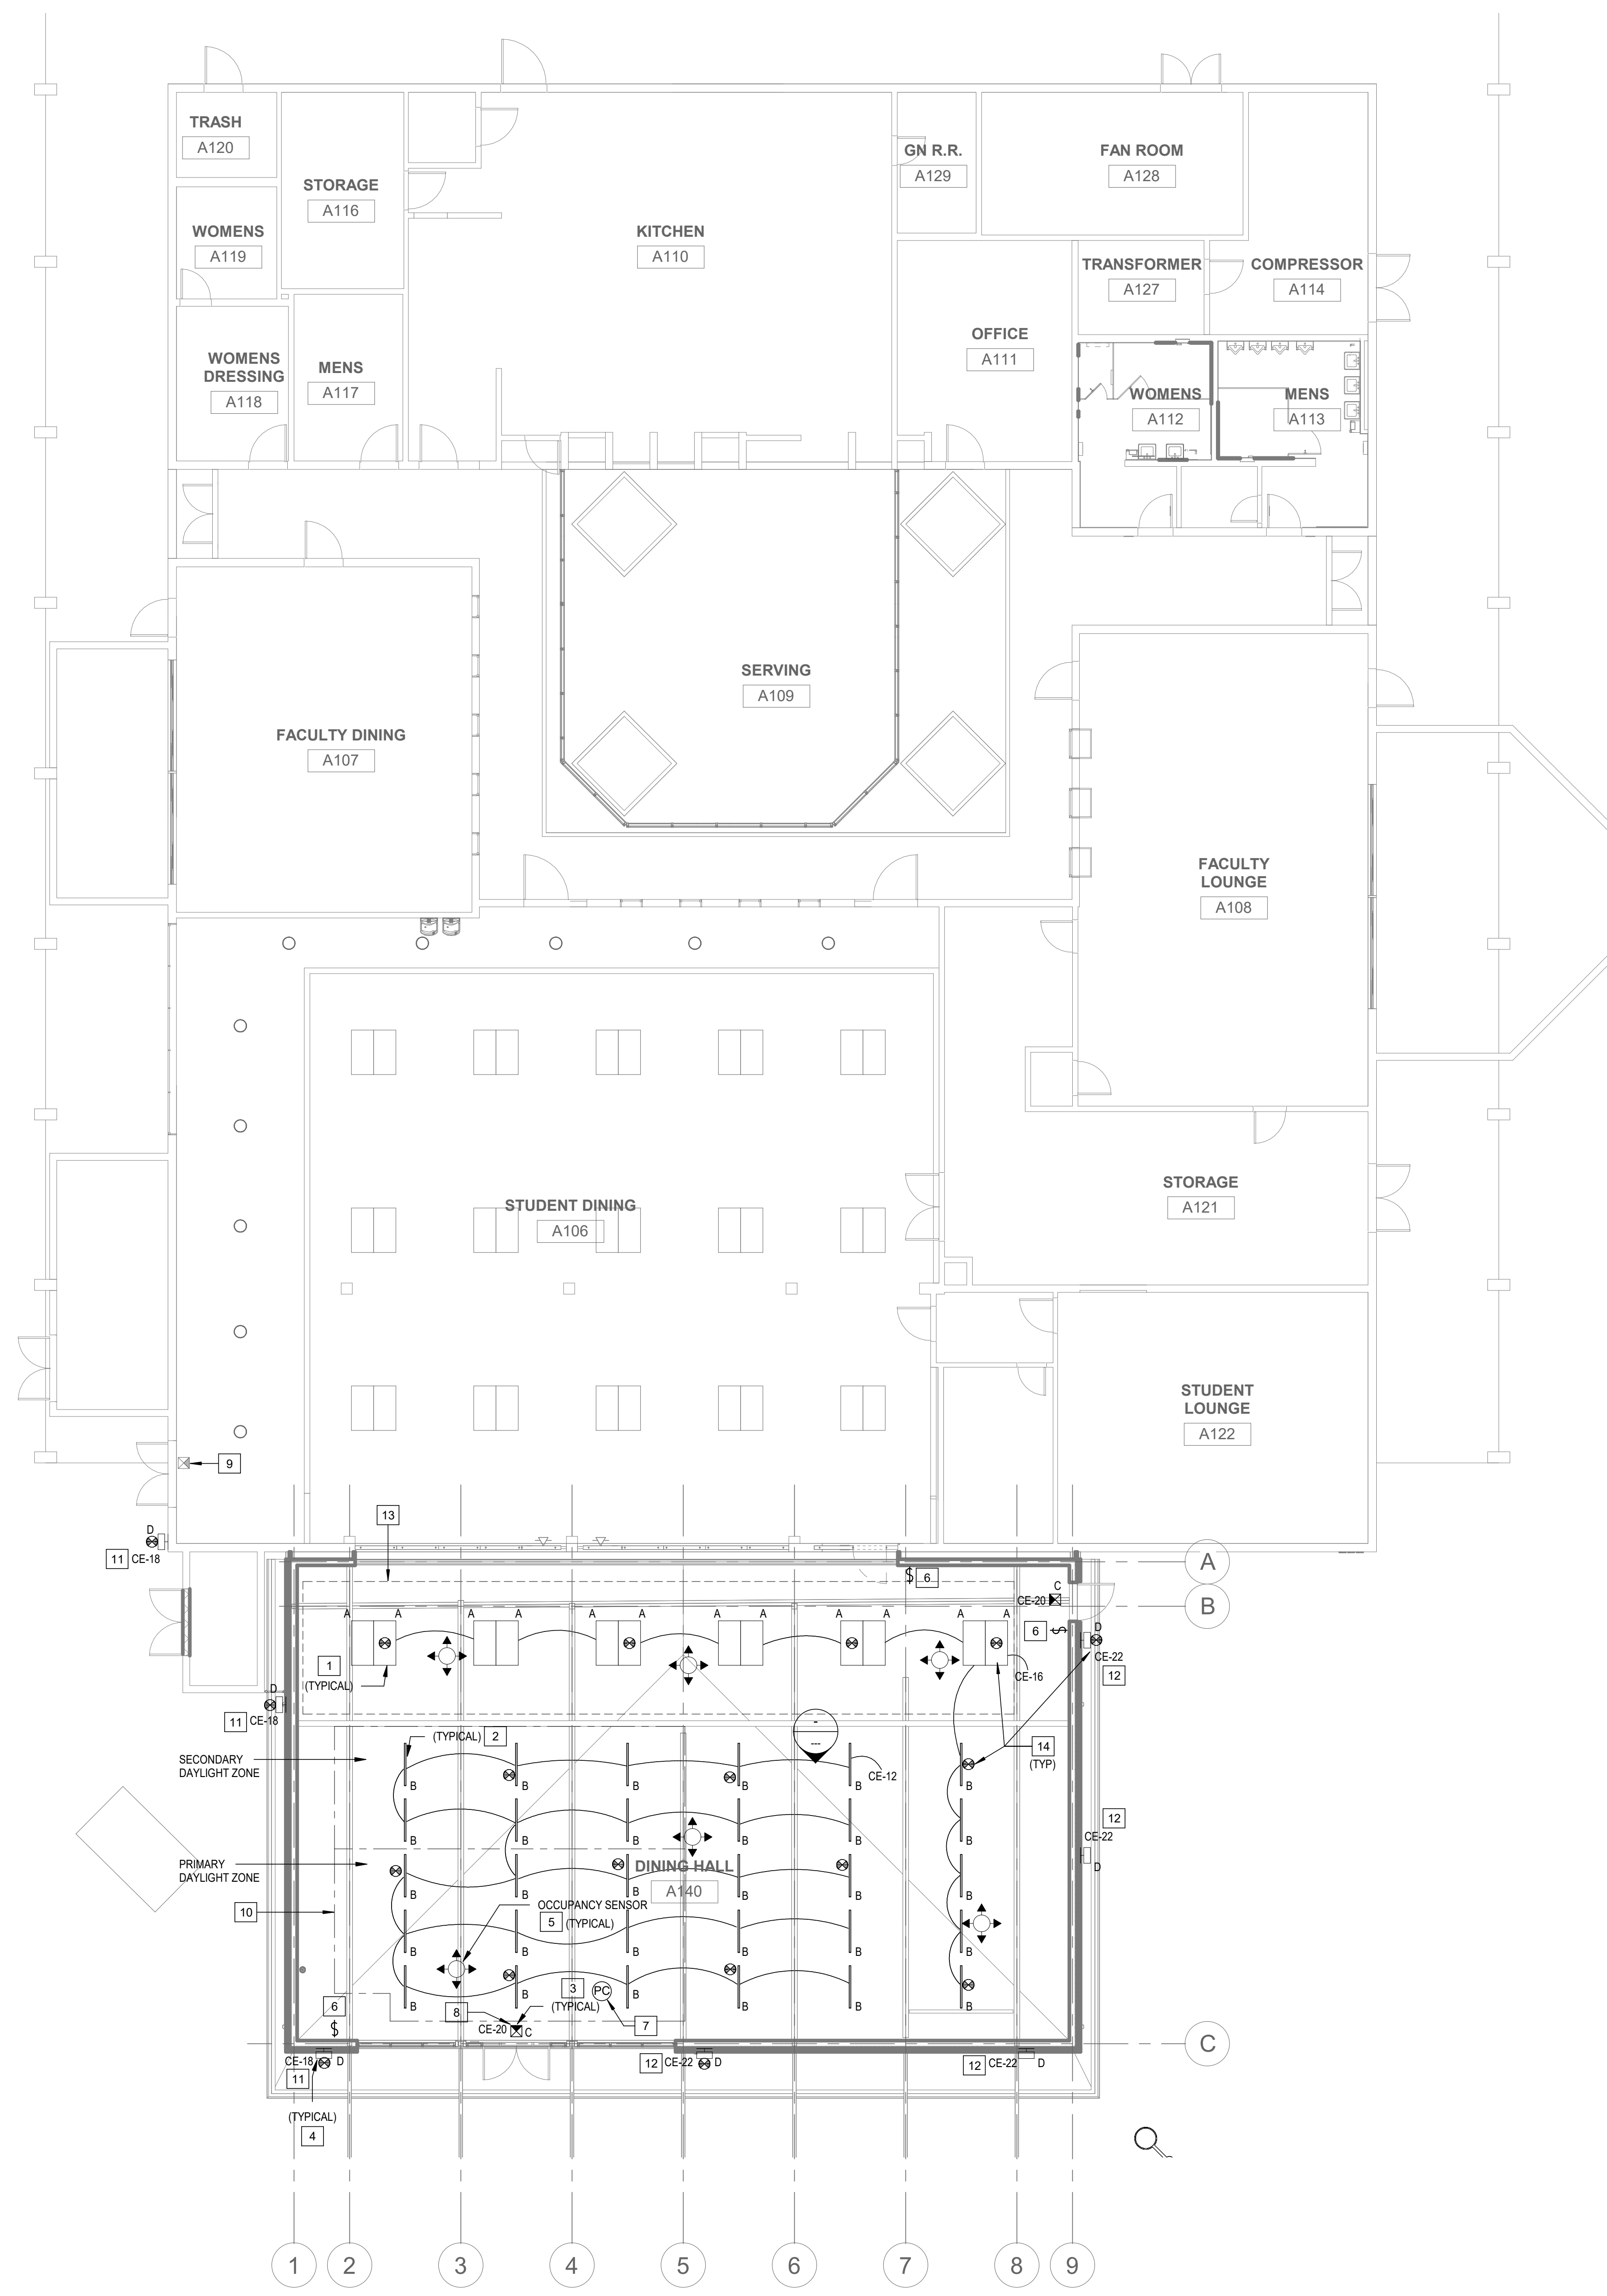 TRASH
A120
STORAGE
A116
WOMENS
A119
WOMENS
DRESSING
A118
MENS
A117
KITCHEN
A110
GN R.R.
A129
FAN ROOM
A128
TRANSFORMER
A127
COMPRESSOR
A114
OFFICE
A111
WOMENS
A112
MENS
A113
SERVING
A109
FACULTY DINING
A107
FACULTY
LOUNGE
A108
STUDENT DINING
A106
STORAGE
A121
STUDENT
LOUNGE
A122
9
13
D
11 CE-18
A
$ 6
C
CE-20
B
A A A A A A A A A A A A
6 $
D
CE-22
12
1
(TYPICAL)
CE-16
D
11 CE-18
(TYPICAL) 2
-
---
14
(TYP)
SECONDARY
DAYLIGHT ZONE
CE-12
B B B B B B
12
CE-22
D
B B B B B B
PRIMARY
DAYLIGHT ZONE
DINING HALL
A140
B B B B B B
10
OCCUPANCY SENSOR
5 (TYPICAL)
B B B B B B
3
(TYPICAL)
PC
6
$
8
7
B B B B B B
CE-20 C
C
CE-18 D
11
12 CE-22 D
12 CE-22 D
(TYPICAL)
4
1 2 3 4 5 6 7 8 9